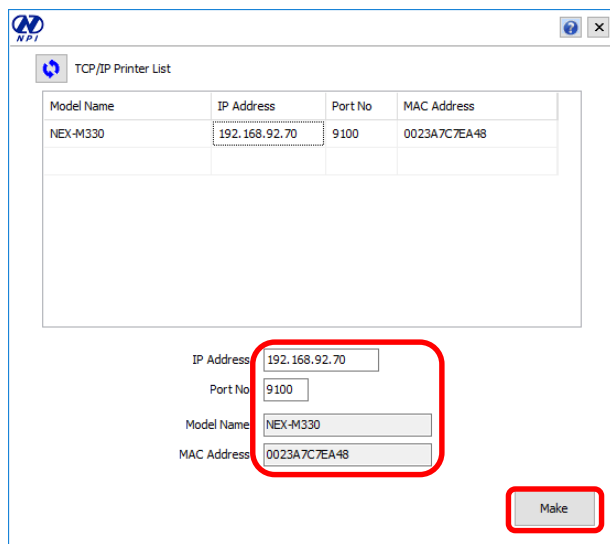 NPI
TCP/IP Printer List
Model Name IP Address Port No MAC Address
NEX-M330 192.168.92.70 9100 0023A7C7EA48
IP Address 192.168.92.70
Port No 9100
Model Name NEX-M330
MAC Address 0023A7C7EA48
Make